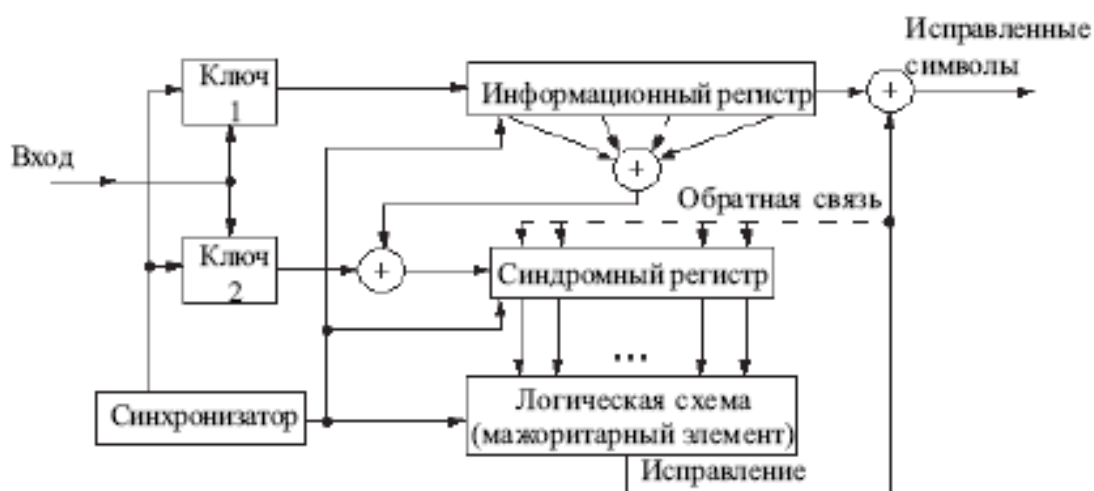 Исправленные
символы
Ключ
1
Информационный регистр
+
Вход
+
Обратная связь
Ключ
2
+
Синдромный регистр
...
Синхронизатор
Логическая схема
(мажоритарный элемент)
Исправление